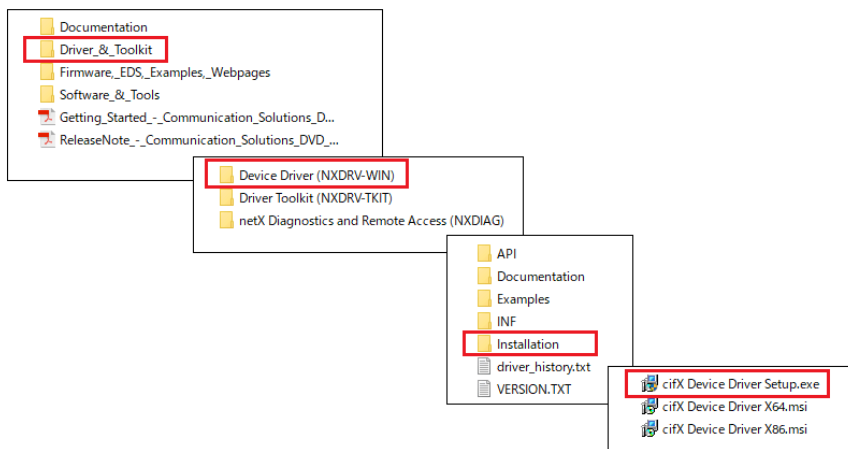 Documentation
Driver_&_Toolkit
Firmware,_EDS,_Examples,_Webpages
Software_&_Tools
Getting_Started_-_Communication_Solutions_D...
ReleaseNote_-_Communication_Solutions_DVD_...
Device Driver (NXDRV-WIN)
Driver Toolkit (NXDRV-TKIT)
netX Diagnostics and Remote Access (NXDIAG)
API
Documentation
Examples
INF
Installation
driver_history.txt
VERSION.TXT
cifX Device Driver Setup.exe
cifX Device Driver X64.msi
cifX Device Driver X86.msi